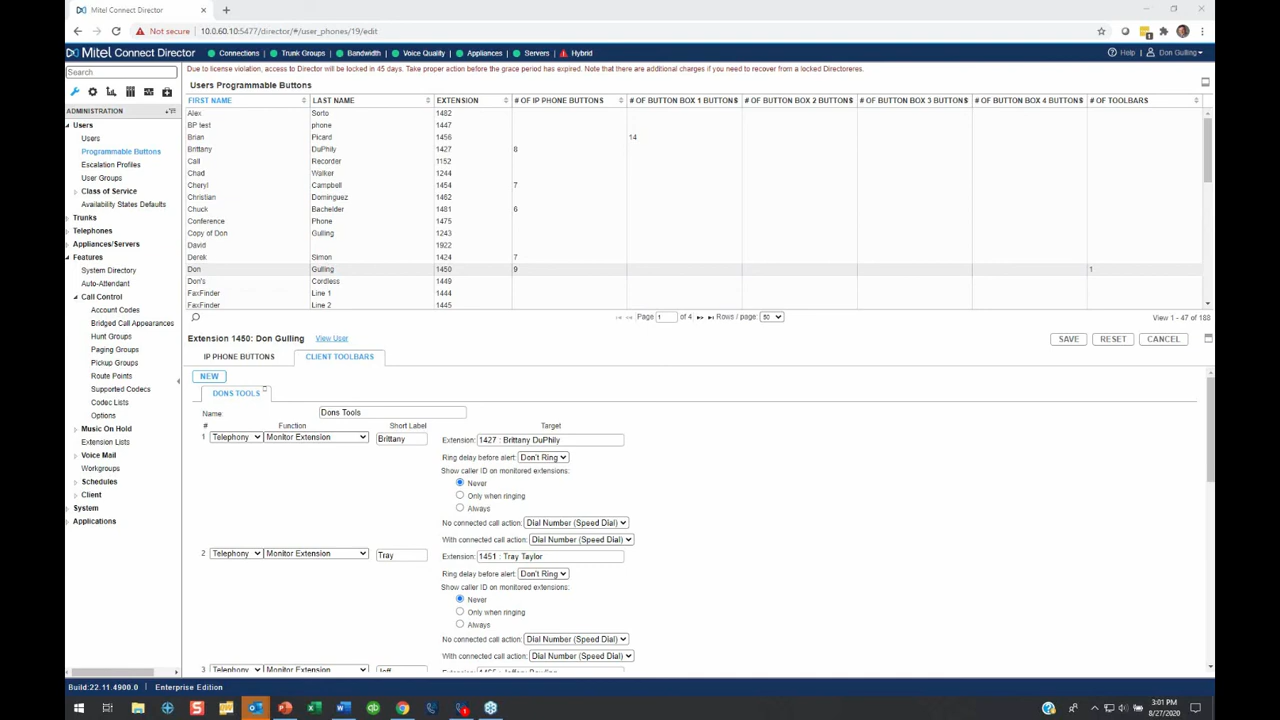 Mitel Connect Director
Not secure
10.0.60.10:5477/director/#/user_phones/19/edit
Mitel Connect Director
Connections
Trunk Groups
Bandwidth
Voice Quality
Appliances
Servers
Hybrid
Help
Don Gulling
Search
Due to license violation, access to Director will be locked in 45 days. Take proper action before the grace period has expired. Note that there are additional charges if you need to recover from a locked Directoreres.
ADMINISTRATION
Users
Users
Programmable Buttons
Escalation Profiles
User Groups
Class of Service
Availability States Defaults
Trunks
Telephones
Appliances/Servers
Features
System Directory
Auto-Attendant
Call Control
Account Codes
Bridged Call Appearances
Hunt Groups
Paging Groups
Pickup Groups
Route Points
Supported Codecs
Codec Lists
Options
Music On Hold
Extension Lists
Voice Mail
Workgroups
Schedules
Client
System
Applications
Users Programmable Buttons
FIRST NAME LAST NAME EXTENSION # OF IP PHONE BUTTONS # OF BUTTON BOX 1 BUTTONS # OF BUTTON BOX 2 BUTTONS # OF BUTTON BOX 3 BUTTONS # OF BUTTON BOX 4 BUTTONS # OF TOOLBARS
Alex Sorto 1482
BP test phone 1447
Brian Picard 1456 14
Brittany DuPhily 1427 8
Call Recorder 1152
Chad Walker 1244
Cheryl Campbell 1454 7
Christian Dominguez 1462
Chuck Bachelder 1481 6
Conference Phone 1475
Copy of Don Gulling 1243
David 1922
Derek Simon 1424 7
Don Gulling 1450 9 1
Don's Cordless 1449
FaxFinder Line 1 1444
FaxFinder Line 2 1445
Page 1 of 4 Rows / page: 50
View 1 - 47 of 188
Extension 1450: Don Gulling View User
SAVE RESET CANCEL
IP PHONE BUTTONS CLIENT TOOLBARS
NEW
DONS TOOLS
Name: Dons Tools
# Function Short Label Target
1 Telephony Monitor Extension Brittany Extension: 1427 : Brittany DuPhily
Ring delay before alert: Don't Ring
Show caller ID on monitored extensions:
Never
Only when ringing
Always
No connected call action: Dial Number (Speed Dial)
With connected call action: Dial Number (Speed Dial)
2 Telephony Monitor Extension Tray Extension: 1451 : Tray Taylor
Ring delay before alert: Don't Ring
Show caller ID on monitored extensions:
Never
Only when ringing
Always
No connected call action: Dial Number (Speed Dial)
With connected call action: Dial Number (Speed Dial)
3 Telephony Monitor Extension
Build:22.11.4900.0 Enterprise Edition
3:01 PM
8/27/2020